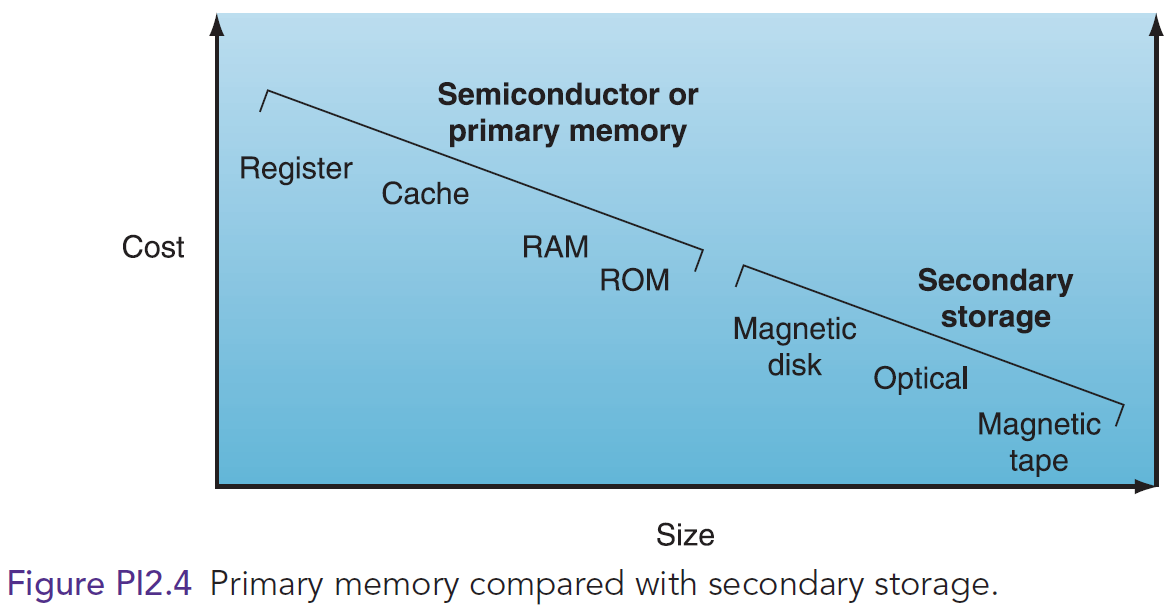 Semiconductor or
primary memory
Register
Cache
Cost
RAM
ROM
Secondary
storage
Magnetic
disk
Optical
Magnetic
tape
Size
Figure PI2.4 Primary memory compared with secondary storage.